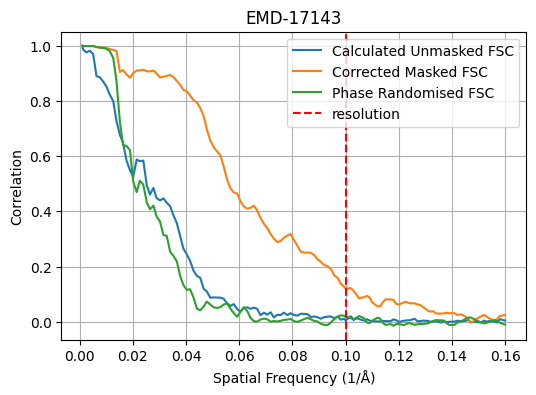 EMD-17143
Calculated Unmasked FSC
Corrected Masked FSC
Phase Randomised FSC
resolution
Correlation
1.0
0.8
0.6
0.4
0.2
0.0
0.00 0.02 0.04 0.06 0.08 0.10 0.12 0.14 0.16
Spatial Frequency (1/Å)